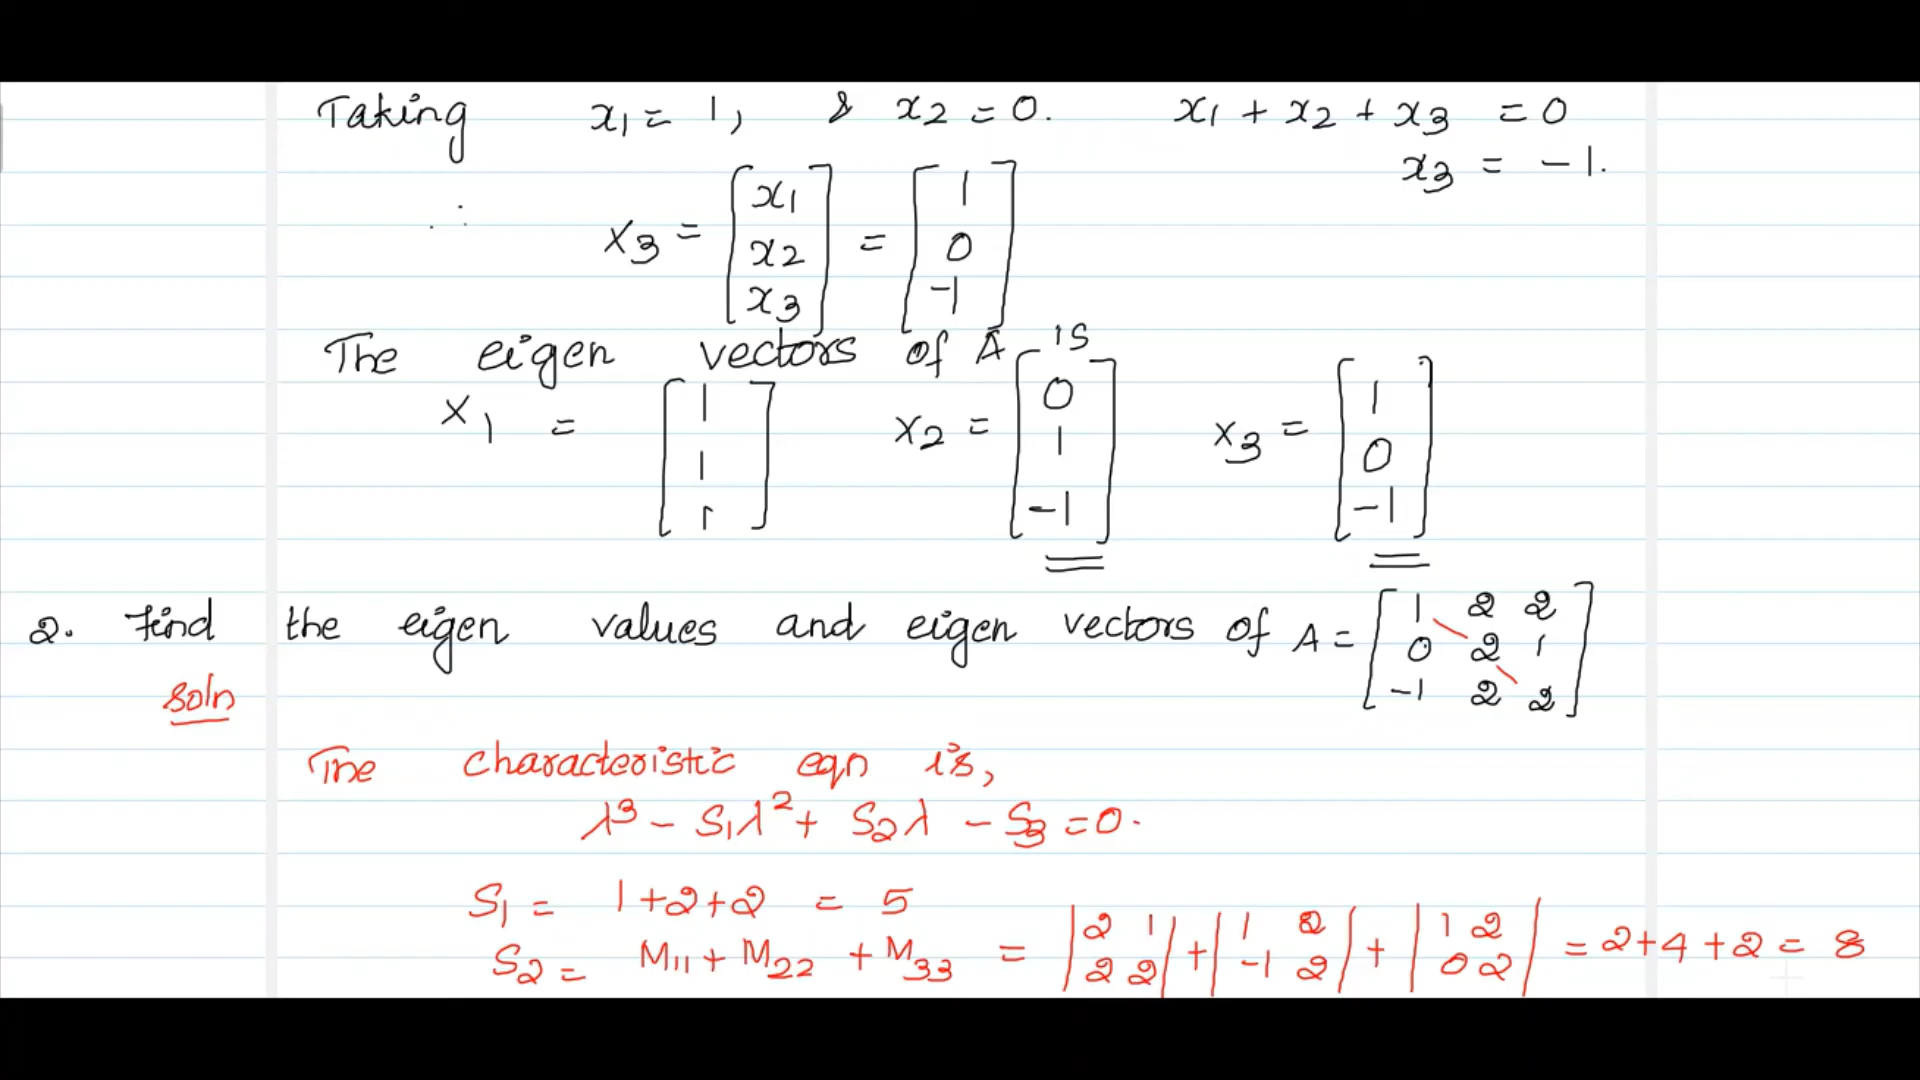 Taking x1 = 1, & x2 = 0. x1 + x2 + x3 = 0
x3 = -1.
∴ X3 = [x1 x2 x3] = [1 0 -1]
The eigen vectors of A is
X1 = [1 1 1] X2 = [0 1 -1] X3 = [1 0 -1]
2. Find the eigen values and eigen vectors of A = [1 2 2
0 2 1
-1 2 2]
soln
The characteristic eqn is,
λ³ - S1λ² + S2λ - S3 = 0.
S1 = 1+2+2 = 5
S2 = M11 + M22 + M33 = |2 1 2 2| + |1 2 -1 2| + |1 2 0 2| = 2+4+2 = 8